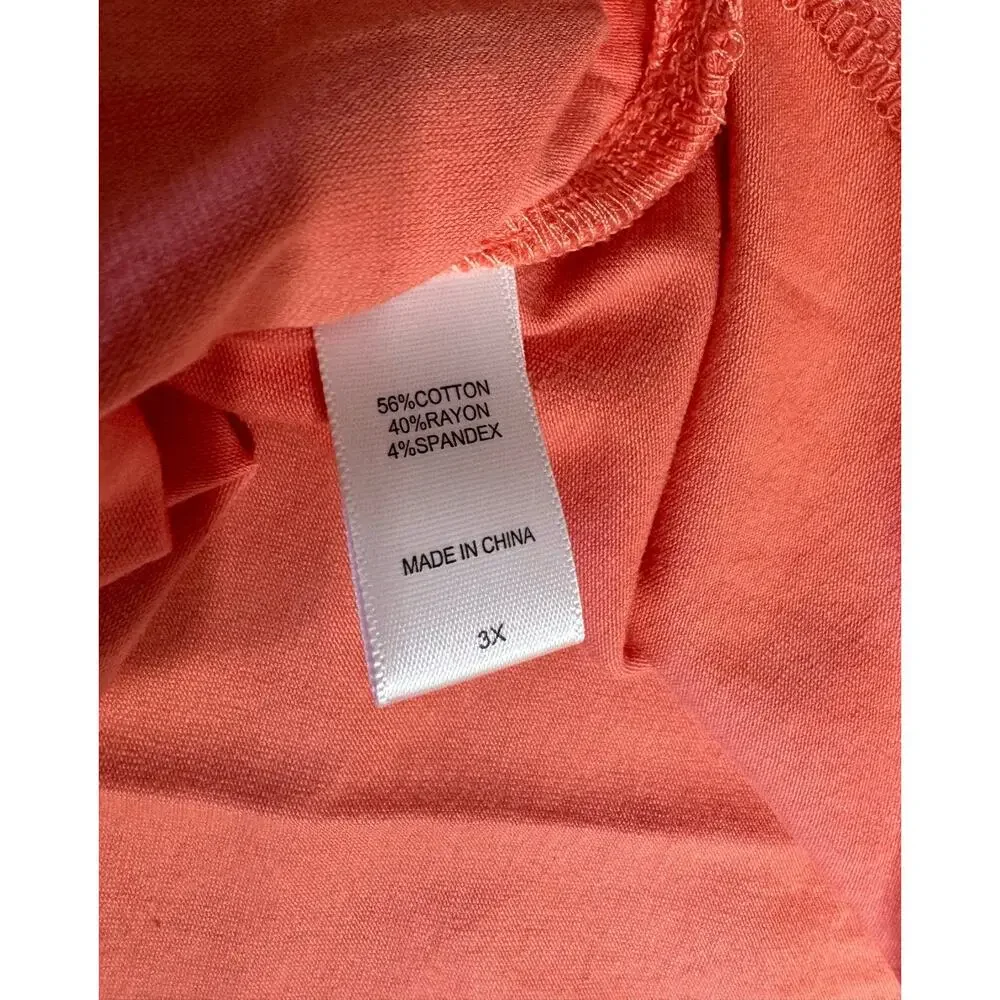 56%COTTON
40%RAYON
4%SPANDEX
MADE IN CHINA
3X